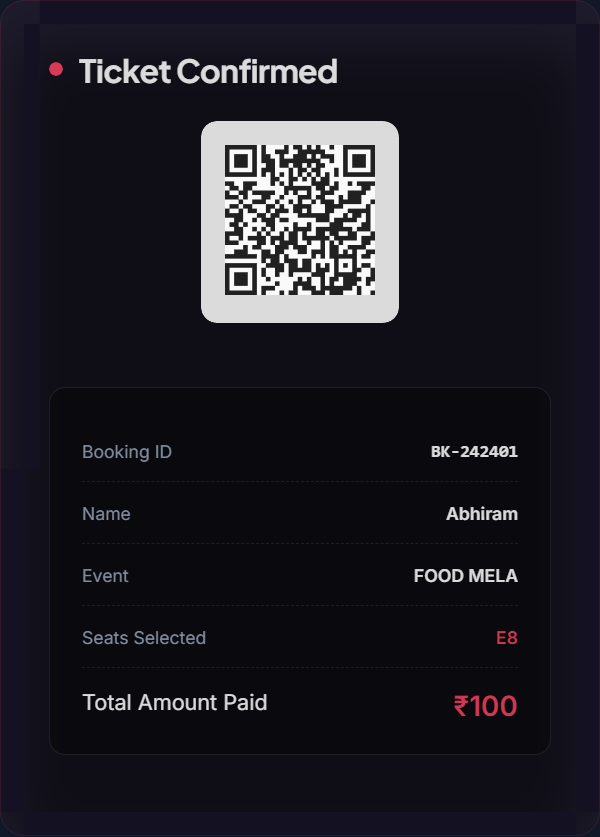 Ticket Confirmed
Booking ID BK-242401
Name Abhiram
Event FOOD MELA
Seats Selected E8
Total Amount Paid ₹100